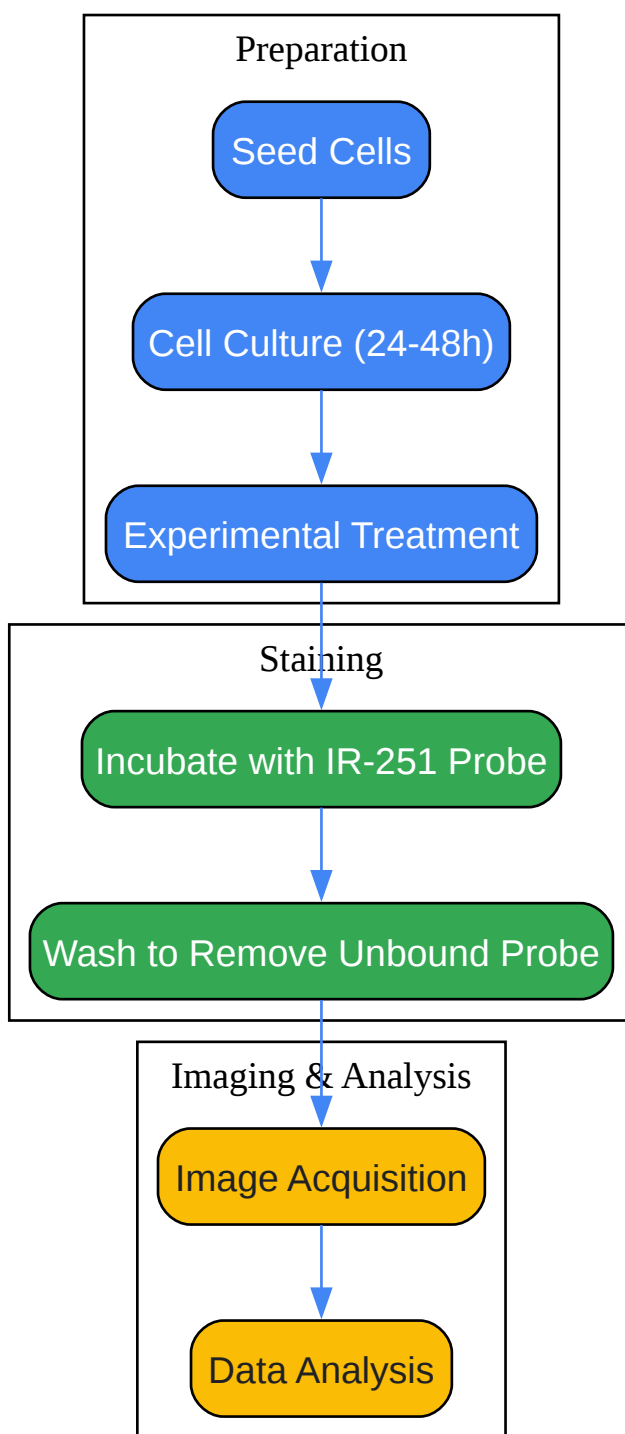 Preparation
Seed Cells
Cell Culture (24-48h)
Experimental Treatment
Staining
Incubate with IR-251 Probe
Wash to Remove Unbound Probe
Imaging & Analysis
Image Acquisition
Data Analysis